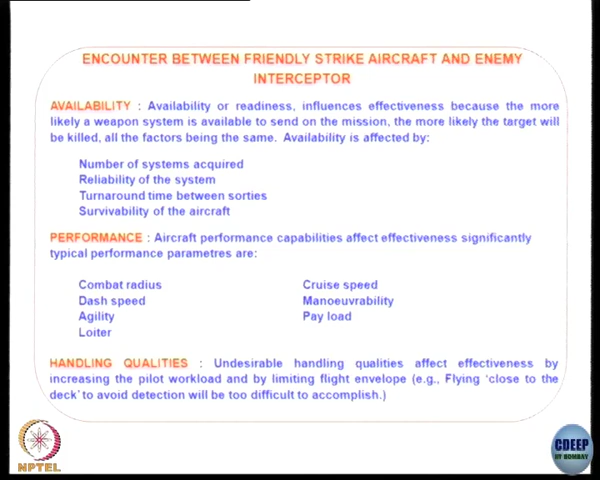 ENCOUNTER BETWEEN FRIENDLY STRIKE AIRCRAFT AND ENEMY
INTERCEPTOR
AVAILABILITY : Availability or readiness, influences effectiveness because the more
likely a weapon system is available to send on the mission, the more likely the target will
be killed, all the factors being the same. Availability is affected by:
Number of systems acquired
Reliability of the system
Turnaround time between sorties
Survivability of the aircraft
PERFORMANCE : Aircraft performance capabilities affect effectiveness significantly
typical performance parametres are:
Combat radius Cruise speed
Dash speed Manoeuvrability
Agility Pay load
Loiter
HANDLING QUALITIES : Undesirable handling qualities affect effectiveness by
increasing the pilot workload and by limiting flight envelope (e.g., Flying 'close to the
deck' to avoid detection will be too difficult to accomplish.)
NPTEL
CDEEP
IIT BOMBAY